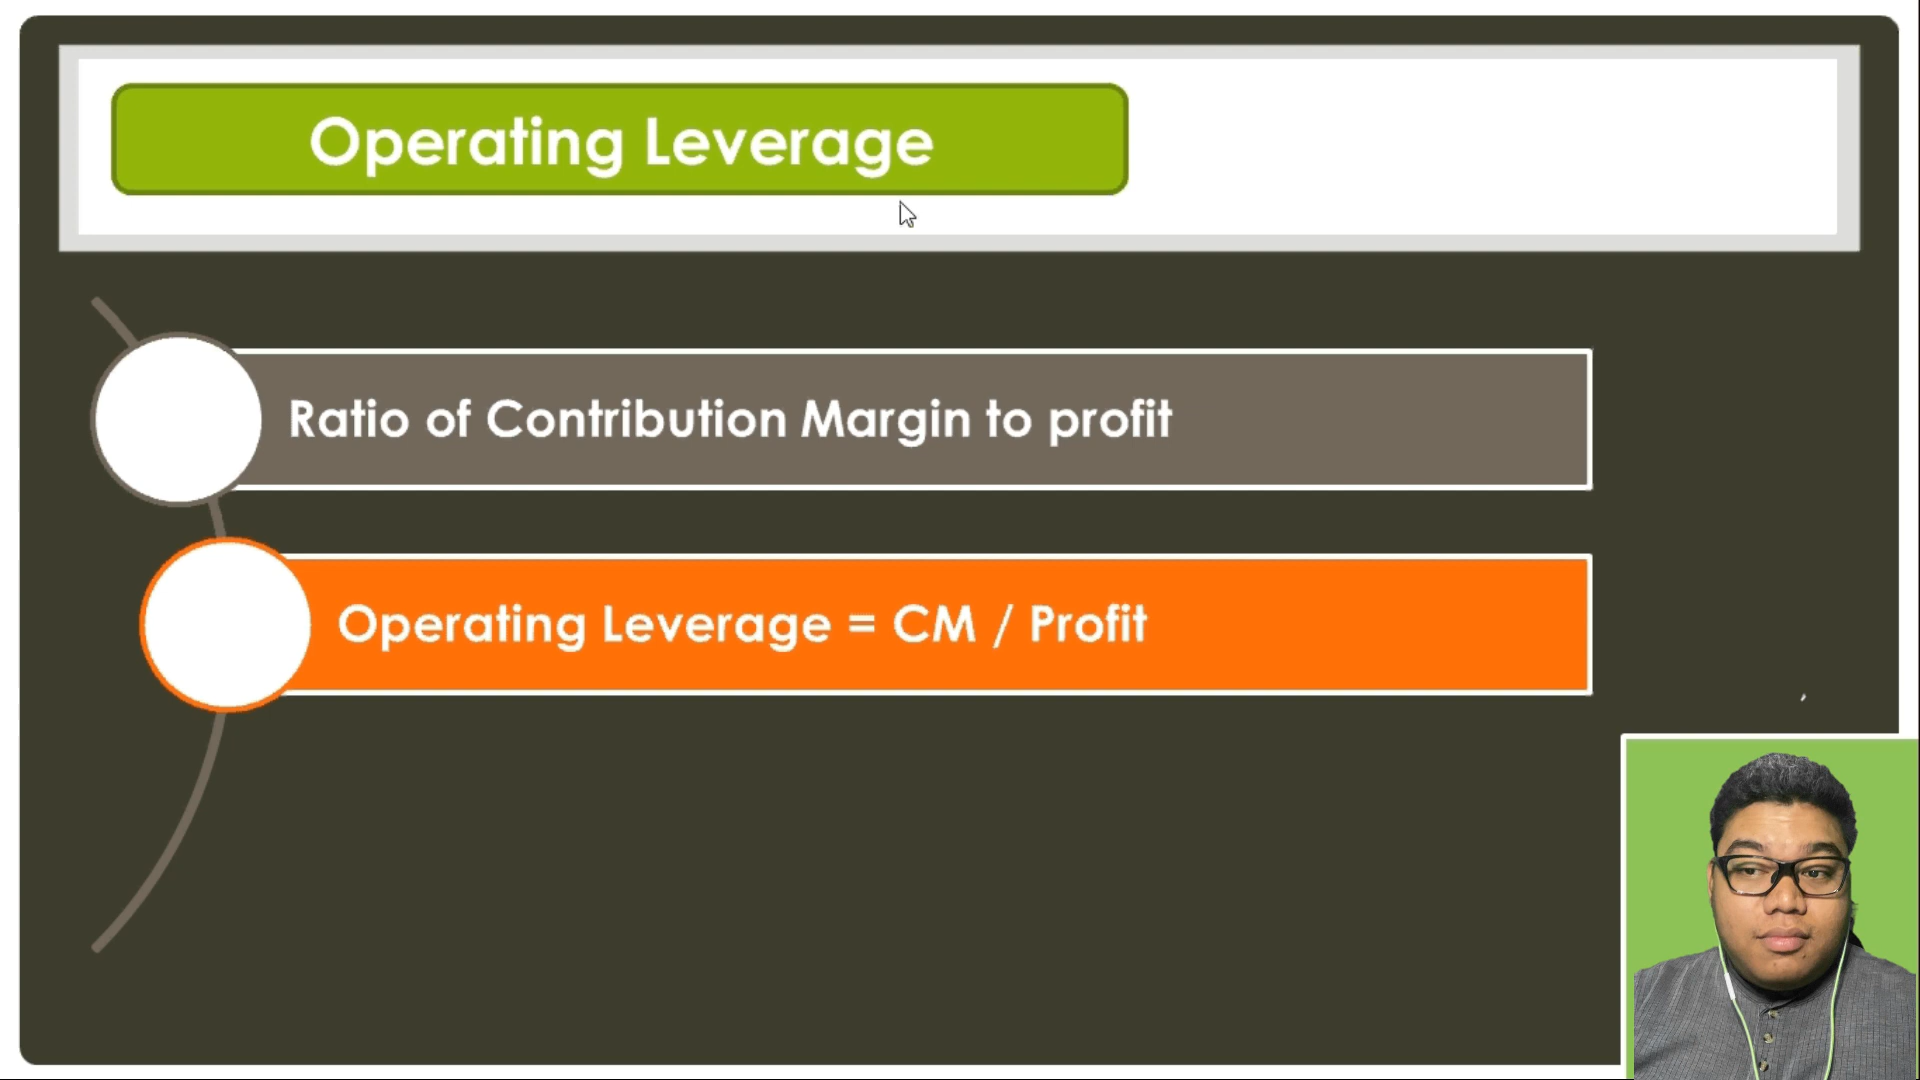 Operating Leverage
Ratio of Contribution Margin to profit
Operating Leverage = CM / Profit